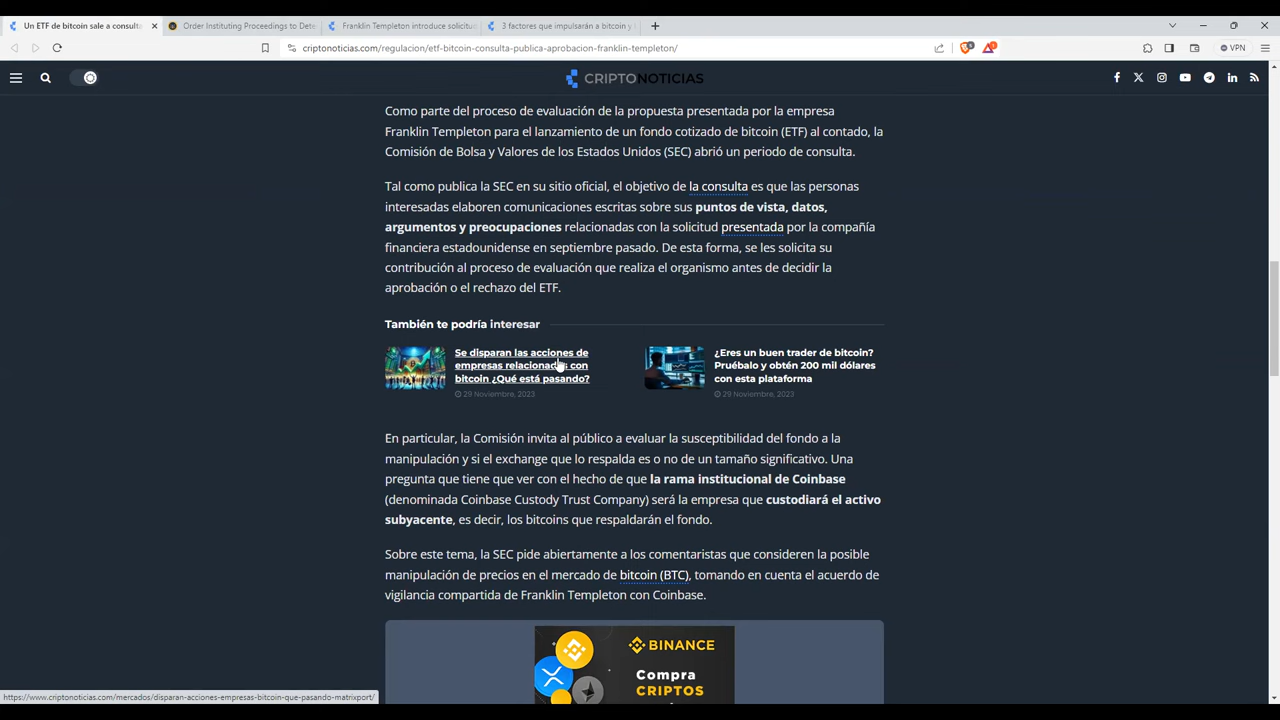 Un ETF de bitcoin sale a consulta
Order Instituting Proceedings to Dete
Franklin Templeton introduce solicitud
3 factores que impulsarán a bitcoin y
criptonoticias.com/regulacion/etf-bitcoin-consulta-publica-aprobacion-franklin-templeton/
VPN
CRIPTONOTICIAS
Como parte del proceso de evaluación de la propuesta presentada por la empresa
Franklin Templeton para el lanzamiento de un fondo cotizado de bitcoin (ETF) al contado, la
Comisión de Bolsa y Valores de los Estados Unidos (SEC) abrió un periodo de consulta.
Tal como publica la SEC en su sitio oficial, el objetivo de la consulta es que las personas
interesadas elaboren comunicaciones escritas sobre sus puntos de vista, datos,
argumentos y preocupaciones relacionadas con la solicitud presentada por la compañía
financiera estadounidense en septiembre pasado. De esta forma, se les solicita su
contribución al proceso de evaluación que realiza el organismo antes de decidir la
aprobación o el rechazo del ETF.
También te podría interesar
Se disparan las acciones de
empresas relacionadas con
bitcoin ¿Qué está pasando?
29 Noviembre, 2023
¿Eres un buen trader de bitcoin?
Pruébalo y obtén 200 mil dólares
con esta plataforma
29 Noviembre, 2023
En particular, la Comisión invita al público a evaluar la susceptibilidad del fondo a la
manipulación y si el exchange que lo respalda es o no de un tamaño significativo. Una
pregunta que tiene que ver con el hecho de que la rama institucional de Coinbase
(denominada Coinbase Custody Trust Company) será la empresa que custodiará el activo
subyacente, es decir, los bitcoins que respaldarán el fondo.
Sobre este tema, la SEC pide abiertamente a los comentaristas que consideren la posible
manipulación de precios en el mercado de bitcoin (BTC), tomando en cuenta el acuerdo de
vigilancia compartida de Franklin Templeton con Coinbase.
BINANCE
Compra
CRIPTOS
https://www.criptonoticias.com/mercados/disparan-acciones-empresas-bitcoin-que-pasando-matrixport/